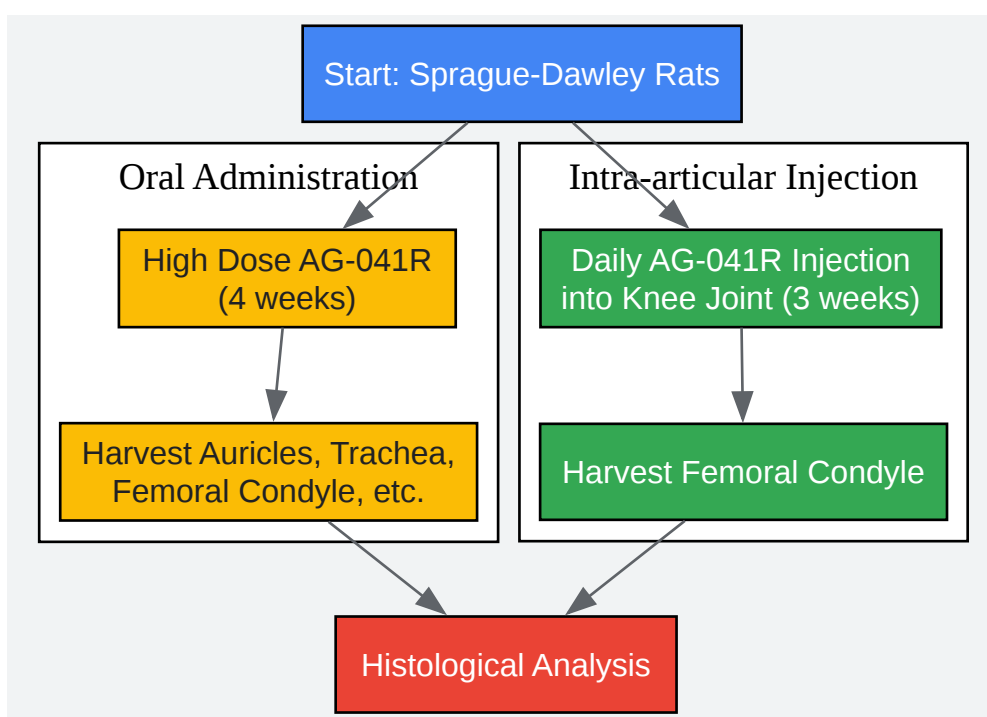 Start: Sprague-Dawley Rats
Oral Administration
High Dose AG-041R
(4 weeks)
Harvest Auricles, Trachea,
Femoral Condyle, etc.
Intra-articular Injection
Daily AG-041R Injection
into Knee Joint (3 weeks)
Harvest Femoral Condyle
Histological Analysis